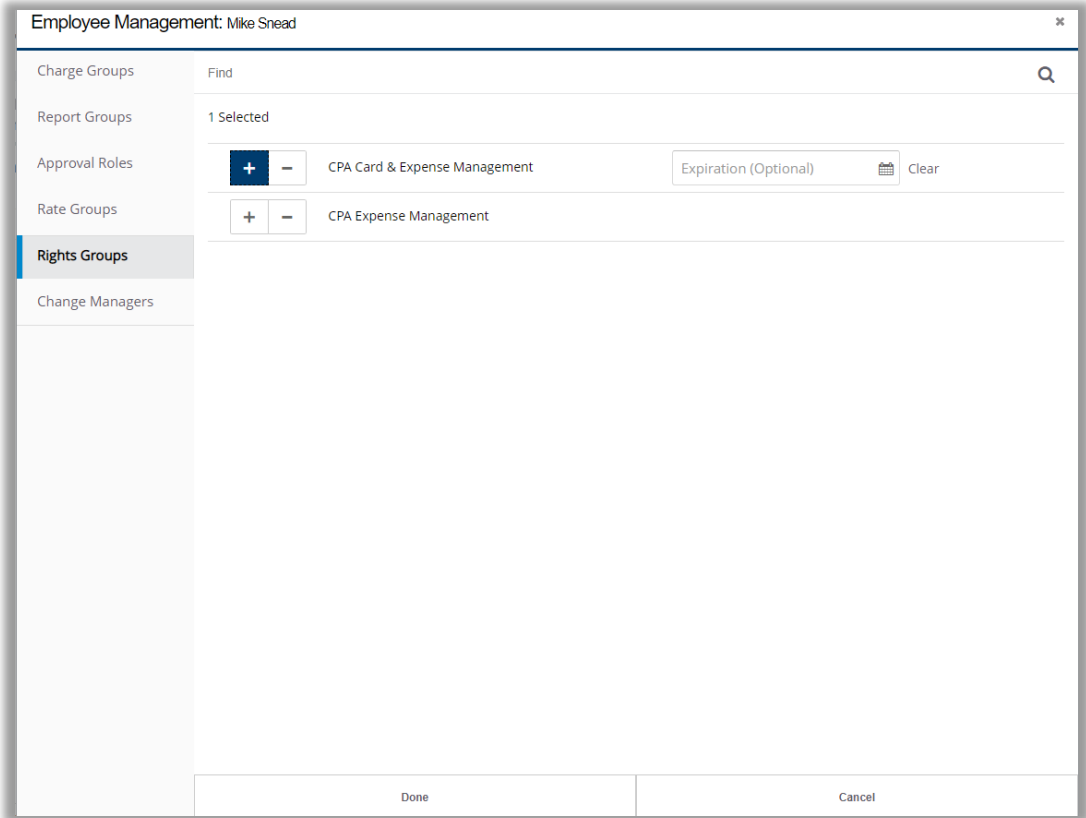 Employee Management: Mike Snead
Charge Groups
Report Groups
Approval Roles
Rate Groups
Rights Groups
Change Managers
Find
1 Selected
+ − CPA Card & Expense Management Expiration (Optional) Clear
+ − CPA Expense Management
Done Cancel